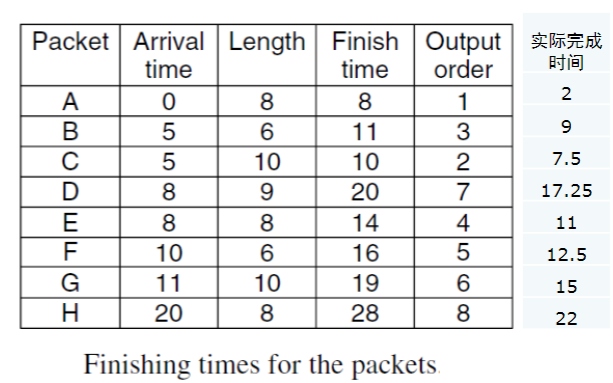 Packet Arrival time Length Finish time Output order 实际完成时间
A 0 8 8 1 2
B 5 6 11 3 9
C 5 10 10 2 7.5
D 8 9 20 7 17.25
E 8 8 14 4 11
F 10 6 16 5 12.5
G 11 10 19 6 15
H 20 8 28 8 22
Finishing times for the packets